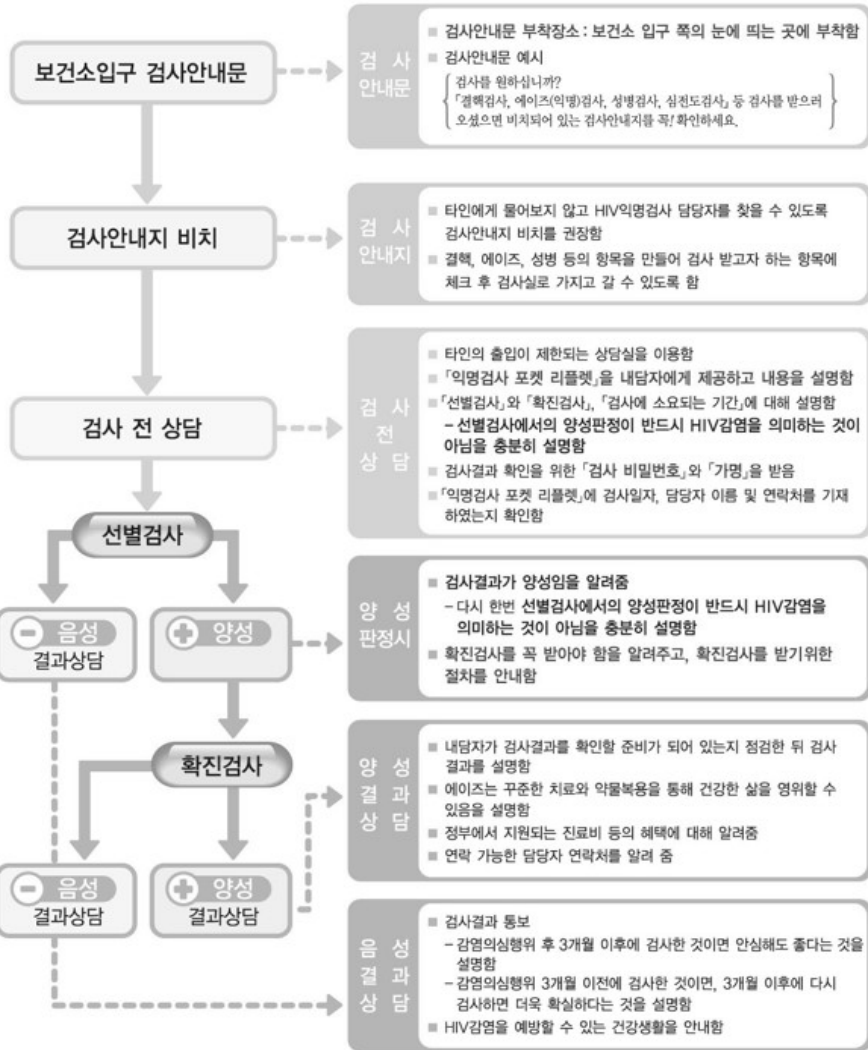 보건소입구 검사안내문
검 사
안내문
■ 검사안내문 부착장소 : 보건소 입구 쪽의 눈에 띄는 곳에 부착함
■ 검사안내문 예시
검사를 원하십니까?
「결핵검사, 에이즈(익명)검사, 성병검사, 심전도검사」 등 검사를 받으러
오셨으면 비치되어 있는 검사안내지를 꼭! 확인하세요.
검사안내지 비치
검 사
안내지
■ 타인에게 물어보지 않고 HIV익명검사 담당자를 찾을 수 있도록
검사안내지 비치를 권장함
■ 결핵, 에이즈, 성병 등의 항목을 만들어 검사 받고자 하는 항목에
체크 후 검사실로 가지고 갈 수 있도록 함
검사 전 상담
검 사
전
상 담
■ 타인의 출입이 제한되는 상담실을 이용함
■ 「익명검사 포켓 리플렛」을 내담자에게 제공하고 내용을 설명함
■ 「선별검사」와 「확진검사」, 「검사에 소요되는 기간」에 대해 설명함
– 선별검사에서의 양성판정이 반드시 HIV감염을 의미하는 것이
아님을 충분히 설명함
■ 검사결과 확인을 위한 「검사 비밀번호」와 「가명」을 받음
■ 「익명검사 포켓 리플렛」에 검사일자, 담당자 이름 및 연락처를 기재
하였는지 확인함
선별검사
음성
결과상담
양성
양 성
판정시
■ 검사결과가 양성임을 알려줌
– 다시 한번 선별검사에서의 양성판정이 반드시 HIV감염을
의미하는 것이 아님을 충분히 설명함
■ 확진검사를 꼭 받아야 함을 알려주고, 확진검사를 받기위한
절차를 안내함
확진검사
양 성
결 과
상 담
■ 내담자가 검사결과를 확인할 준비가 되어 있는지 점검한 뒤 검사
결과를 설명함
■ 에이즈는 꾸준한 치료와 약물복용을 통해 건강한 삶을 영위할 수
있음을 설명함
■ 정부에서 지원되는 진료비 등의 혜택에 대해 알려줌
■ 연락 가능한 담당자 연락처를 알려 줌
음성
결과상담
양성
결과상담
음 성
결 과
상 담
■ 검사결과 통보
– 감염의심행위 후 3개월 이후에 검사한 것이면 안심해도 좋다는 것을
설명함
– 감염의심행위 3개월 이전에 검사한 것이면, 3개월 이후에 다시
검사하면 더욱 확실하다는 것을 설명함
■ HIV감염을 예방할 수 있는 건강생활을 안내함